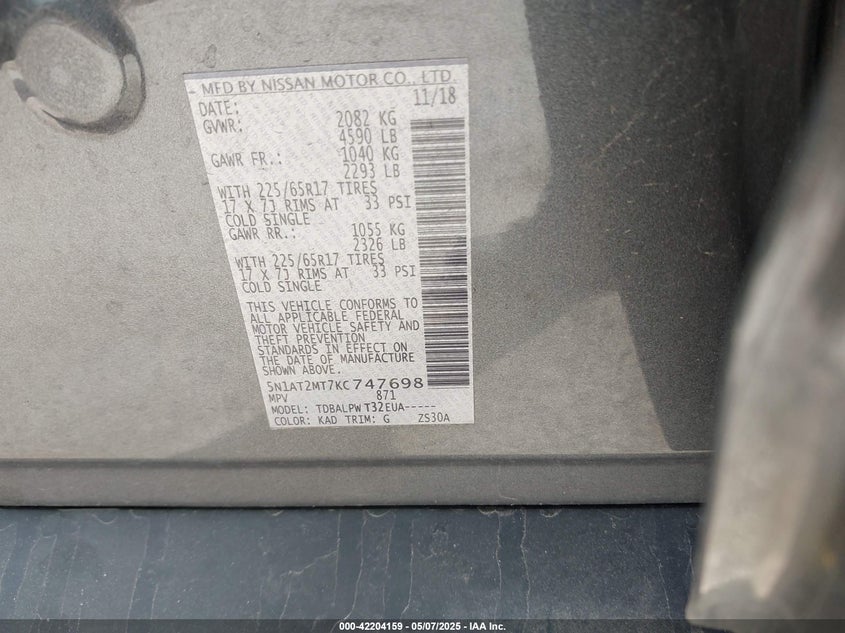 MFD BY NISSAN MOTOR CO., LTD.
DATE: 11/18
GVWR: 2082 KG
4590 LB
GAWR FR.: 1040 KG
2293 LB
WITH 225/65R17 TIRES
17 X 7J RIMS AT 33 PSI
COLD SINGLE
GAWR RR.: 1055 KG
2326 LB
WITH 225/65R17 TIRES
17 X 7J RIMS AT 33 PSI
COLD SINGLE
THIS VEHICLE CONFORMS TO
ALL APPLICABLE FEDERAL
MOTOR VEHICLE SAFETY AND
THEFT PREVENTION
STANDARDS IN EFFECT ON
THE DATE OF MANUFACTURE
SHOWN ABOVE.
5N1AT2MT7KC747698
MPV 871
MODEL: TDBALPWT32EUA-----
COLOR: KAD TRIM: G ZS30A
000-42204159 - 05/07/2025 - IAA Inc.